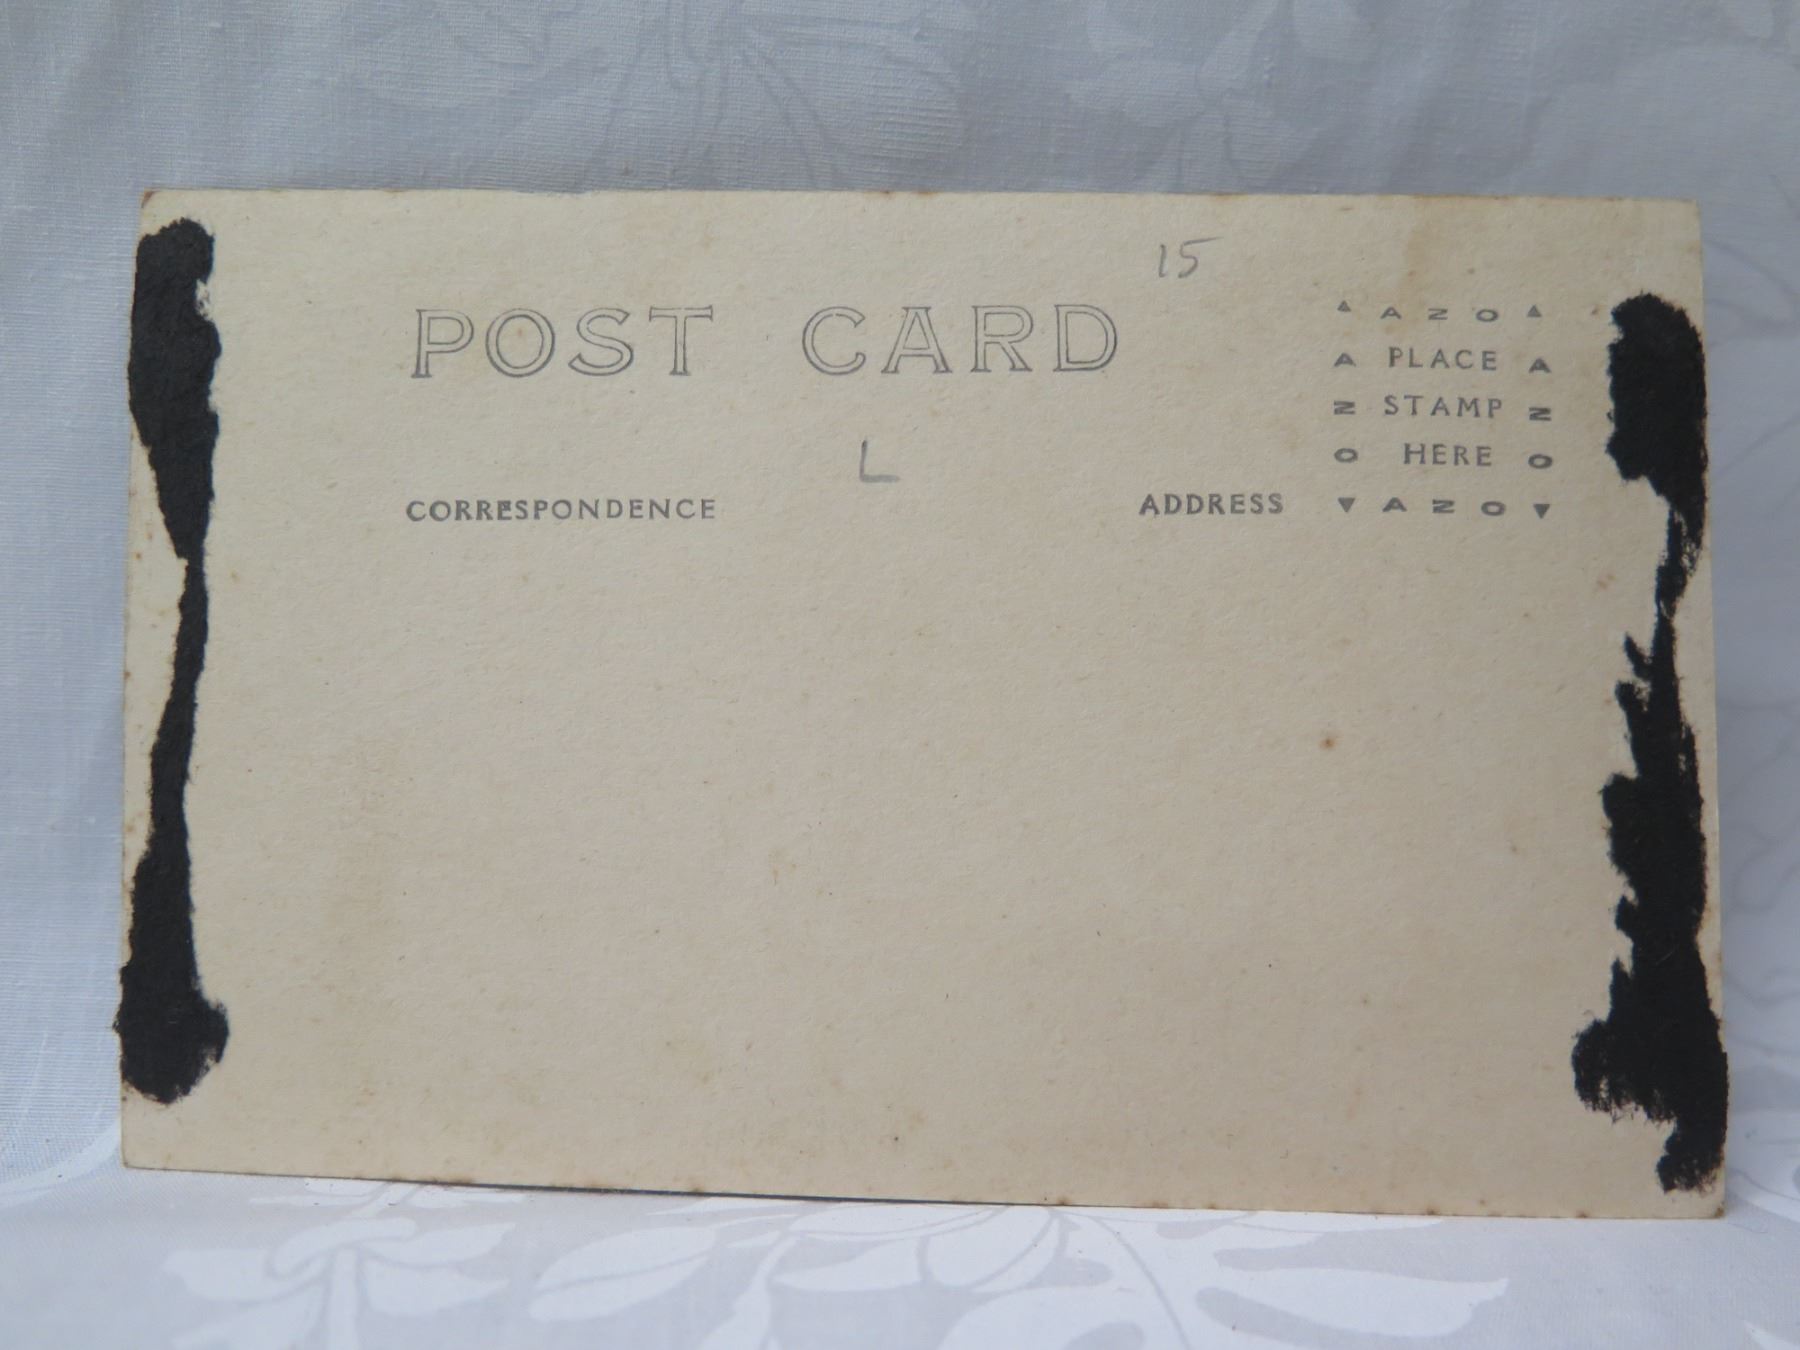 15
POST CARD
AZO
A PLACE A
N STAMP N
O HERE O
AZO
L
CORRESPONDENCE
ADDRESS